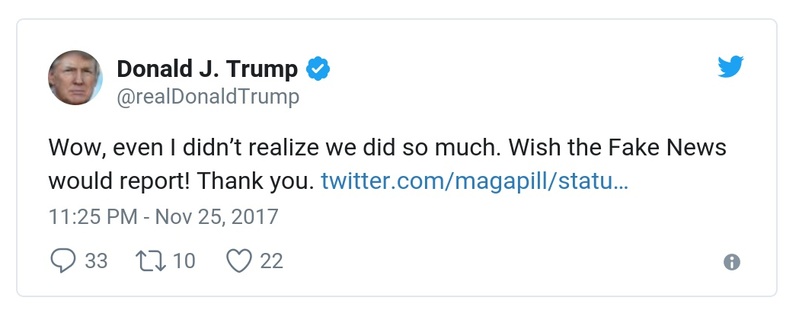 Donald J. Trump
@realDonaldTrump
Wow, even I didn’t realize we did so much. Wish the Fake News
would report! Thank you. twitter.com/magapill/statu…
11:25 PM - Nov 25, 2017
33 10 22